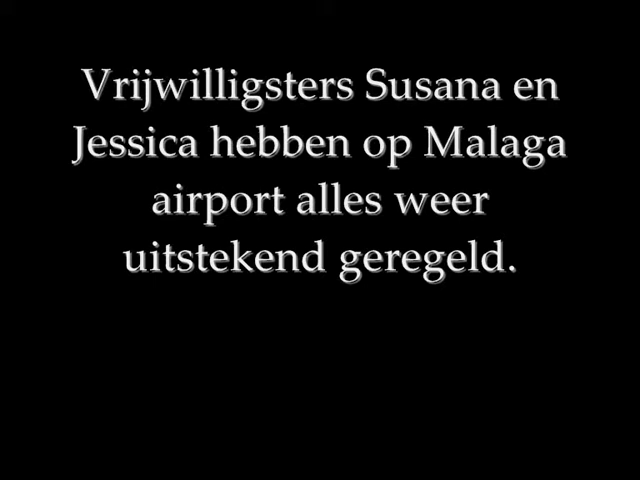 Vrijwilligsters Susana en
Jessica hebben op Malaga
airport alles weer
uitstekend geregeld.